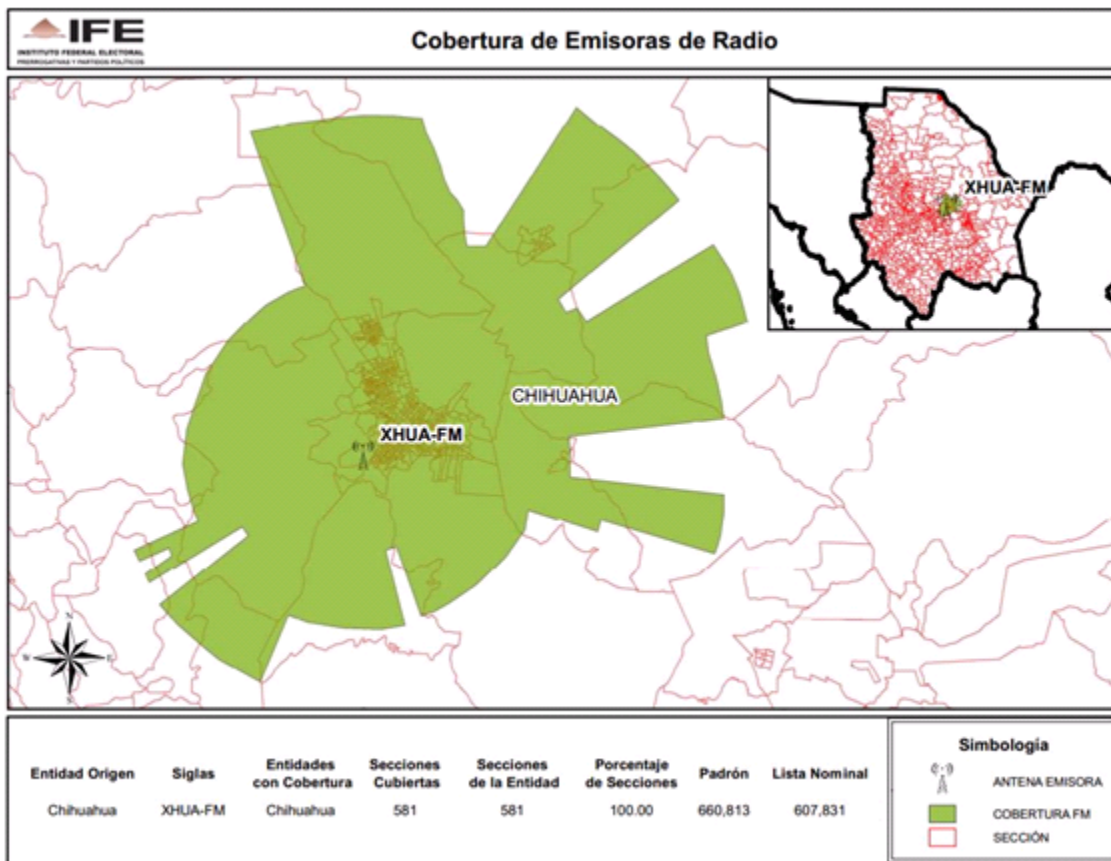 IFE
INSTITUTO FEDERAL ELECTORAL
PRERROGATIVAS Y PARTIDOS POLÍTICOS
Cobertura de Emisoras de Radio
XHUA-FM
CHIHUAHUA
XHUA-FM
N
W E
S
Entidad Origen Siglas Entidades con Cobertura Secciones Cubiertas Secciones de la Entidad Porcentaje de Secciones Padrón Lista Nominal
Chihuahua XHUA-FM Chihuahua 581 581 100.00 660,813 607,831
Simbología
ANTENA EMISORA
COBERTURA FM
SECCIÓN